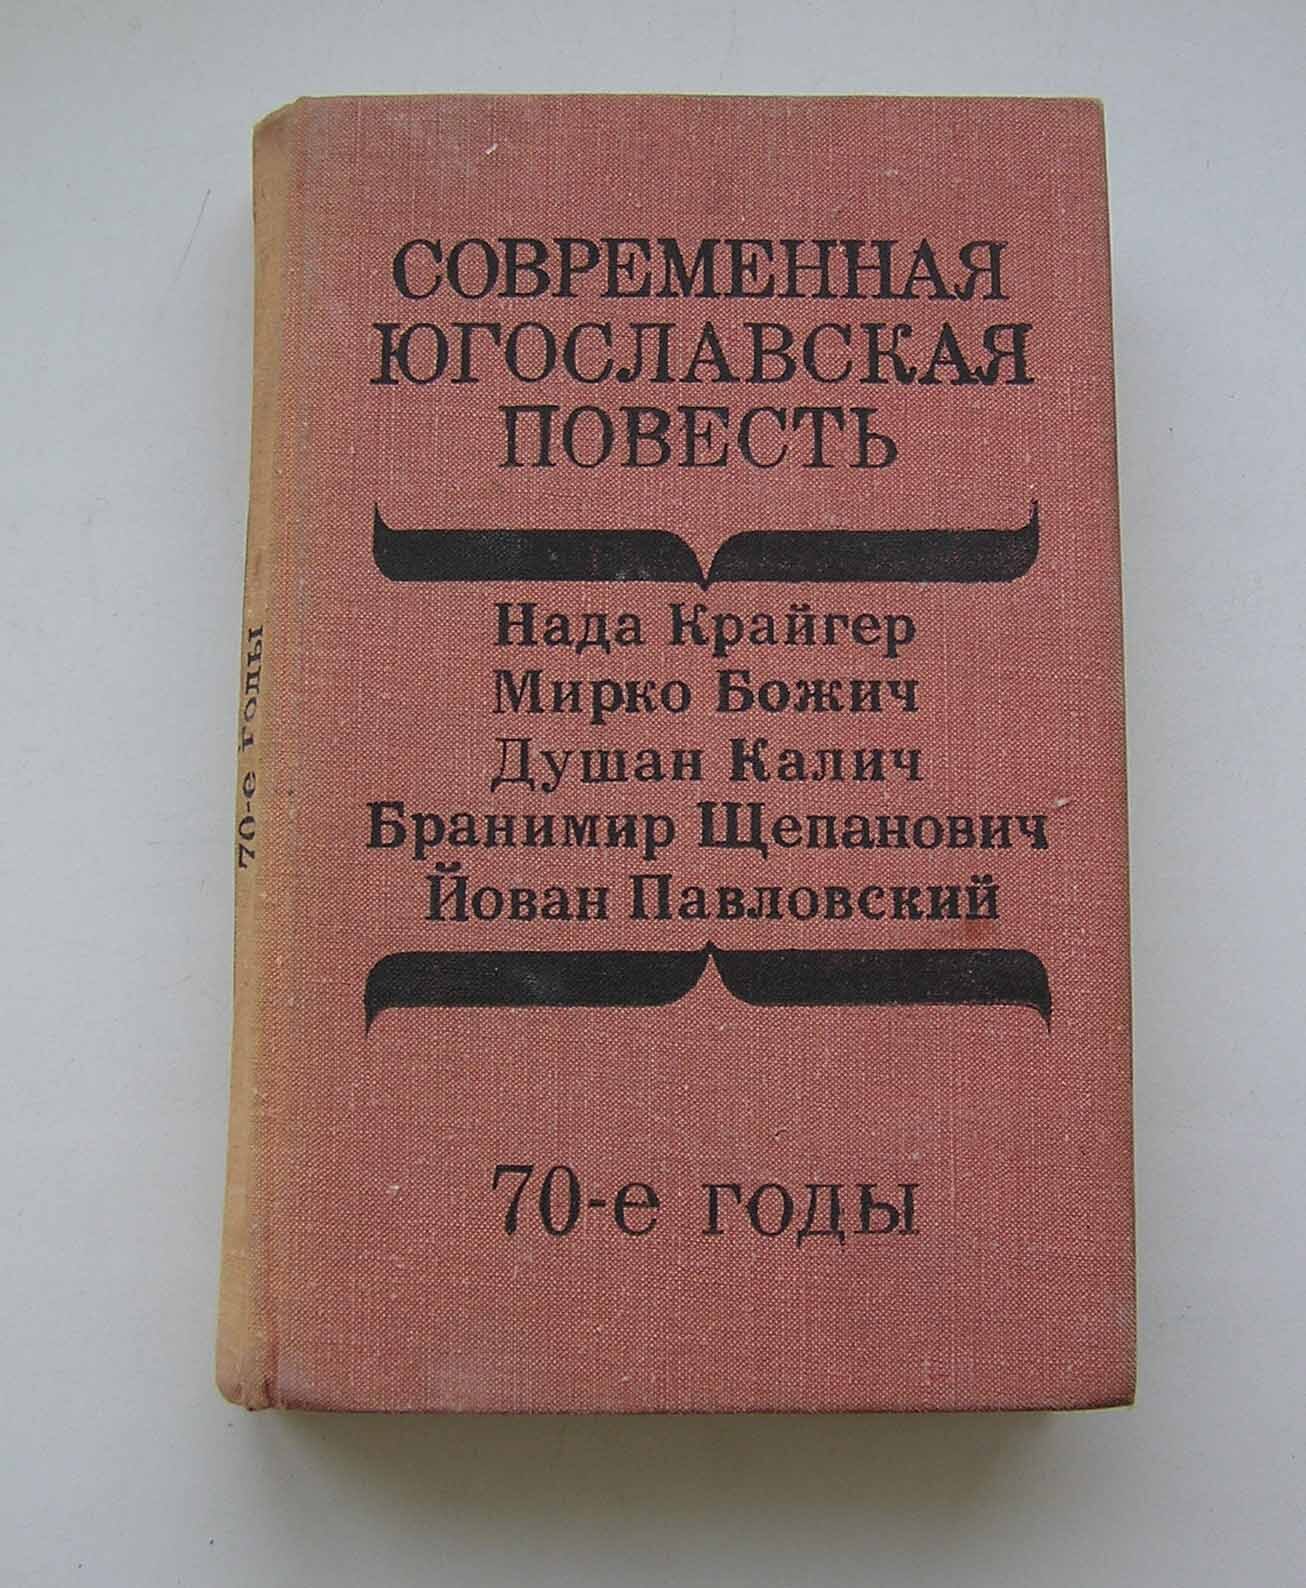 СОВРЕМЕННАЯ
ЮГОСЛАВСКАЯ
ПОВЕСТЬ
Нада Крайгер
Мирко Божич
Душан Калич
Бранимир Щепанович
Йован Павловский
70-е годы
70-е годы